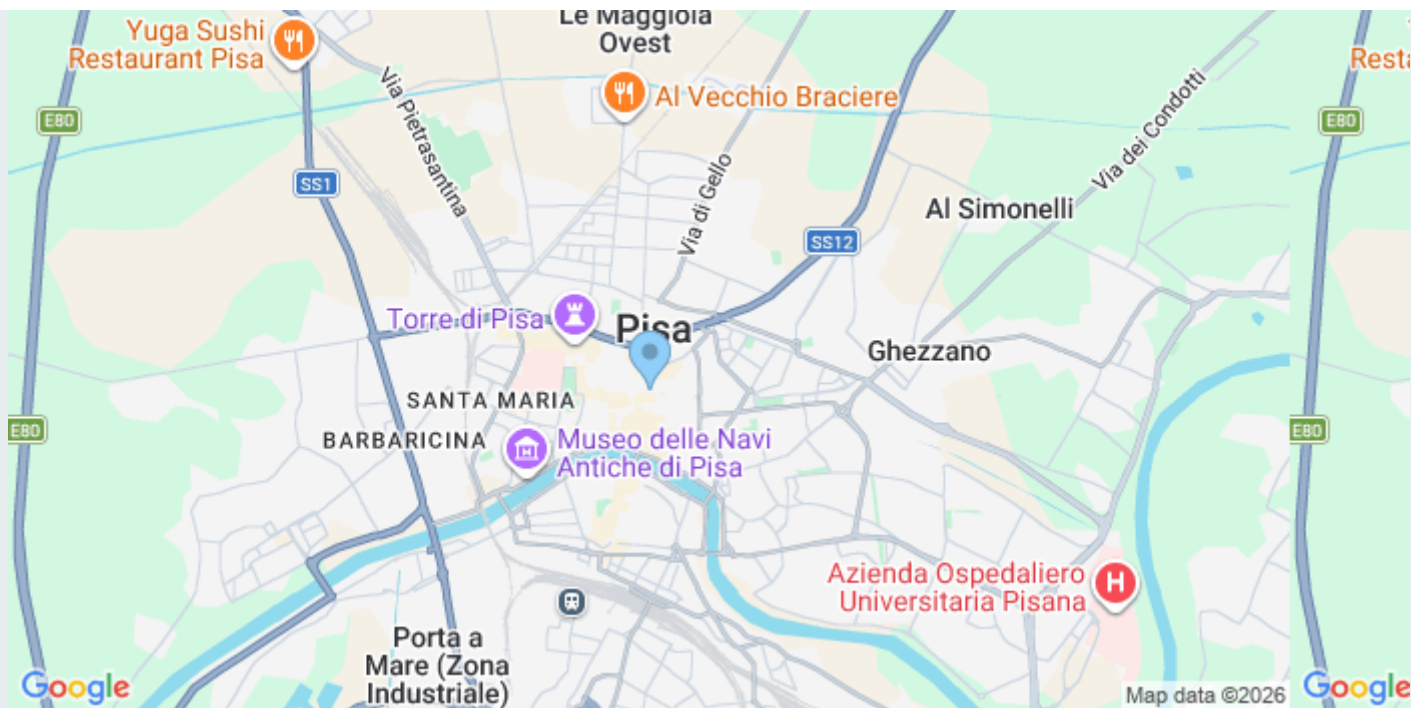 Le Maggiola
Ovest
Yuga Sushi
Restaurant Pisa
Al Vecchio Braciere
Resta
E80
E80
Via Pietrasantina
Via dei Condotti
Via di Gello
SS1
Al Simonelli
SS12
Torre di Pisa
Pisa
Ghezzano
SANTA MARIA
E80
BARBARICINA
E80
Museo delle Navi
Antiche di Pisa
Azienda Ospedaliero
Universitaria Pisana
H
Porta a
Mare (Zona
Industriale)
Google
Map data ©2026
Google